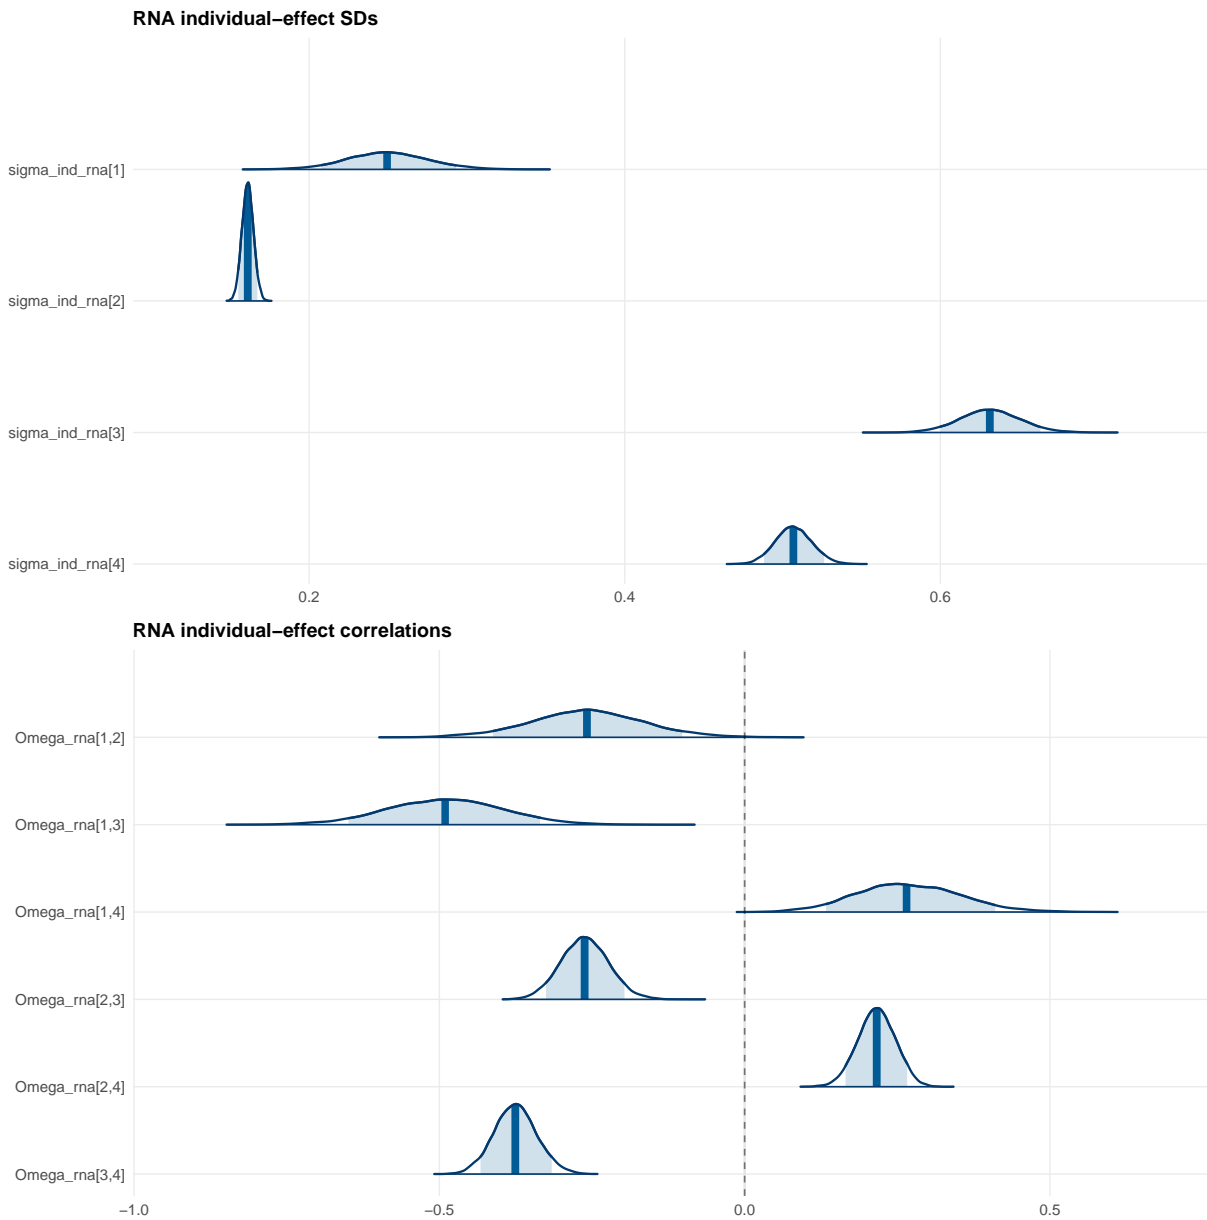 RNA individual−effect SDs
sigma_ind_rna[1]
sigma_ind_rna[2]
sigma_ind_rna[3]
sigma_ind_rna[4]
0.2 0.4 0.6
RNA individual−effect correlations
Omega_rna[1,2]
Omega_rna[1,3]
Omega_rna[1,4]
Omega_rna[2,3]
Omega_rna[2,4]
Omega_rna[3,4]
−1.0 −0.5 0.0 0.5